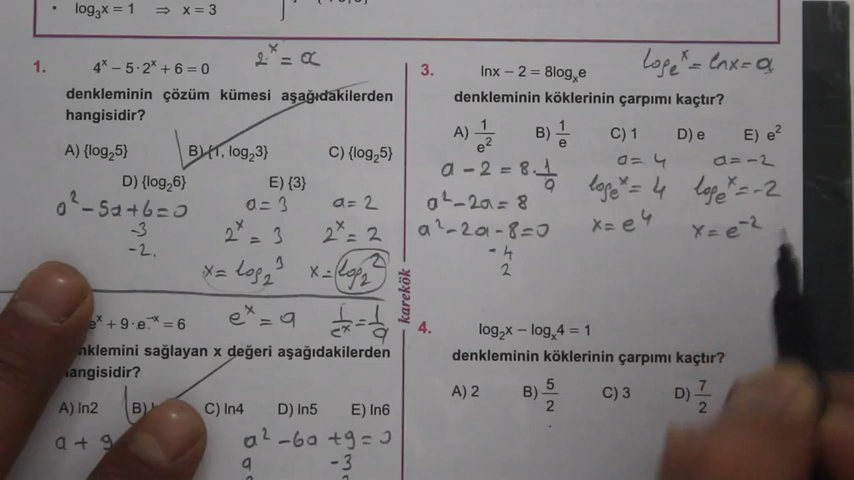 • log₃x = 1 ⇒ x = 3
1. 4ˣ – 5·2ˣ + 6 = 0
2ˣ = a
denkleminin çözüm kümesi aşağıdakilerden
hangisidir?
A) {log₂5} B) {1, log₂3} C) {log₂5}
D) {log₂6} E) {3}
a² – 5a + 6 = 0
-3
-2.
a = 3 a = 2
2ˣ = 3 2ˣ = 2
x = log₂3 x = log₂2
eˣ + 9·e⁻ˣ = 6
eˣ = a 1/eˣ = 1/a
nklemini sağlayan x değeri aşağıdakilerden
angisidir?
A) ln2 B) C) ln4 D) ln5 E) ln6
a + 9
a² – 6a + 9 = 0
a -3
karekök
3. lnx – 2 = 8logₓe
logₑx = lnx = a
denkleminin köklerinin çarpımı kaçtır?
A) 1/e² B) 1/e C) 1 D) e E) e²
a – 2 = 8·1/a
a² – 2a = 8
a² – 2a – 8 = 0
-4
2
a = 4 a = -2
logₑx = 4 logₑx = -2
x = e⁴ x = e⁻²
4. log₂x – logₓ4 = 1
denkleminin köklerinin çarpımı kaçtır?
A) 2 B) 5/2 C) 3 D) 7/2